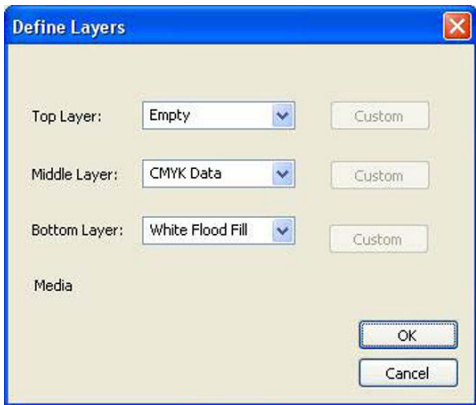 Define Layers
Top Layer: Empty Custom
Middle Layer: CMYK Data Custom
Bottom Layer: White Flood Fill Custom
Media
OK
Cancel